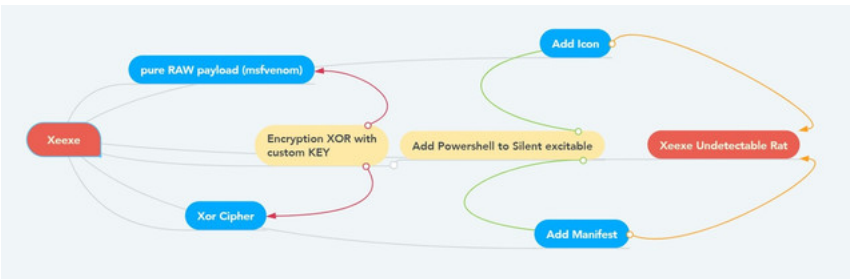 Add Icon
pure RAW payload (msfvenom)
Xeexe
Encryption XOR with
custom KEY
Add Powershell to Silent excitable
Xeexe Undetectable Rat
Xor Cipher
Add Manifest